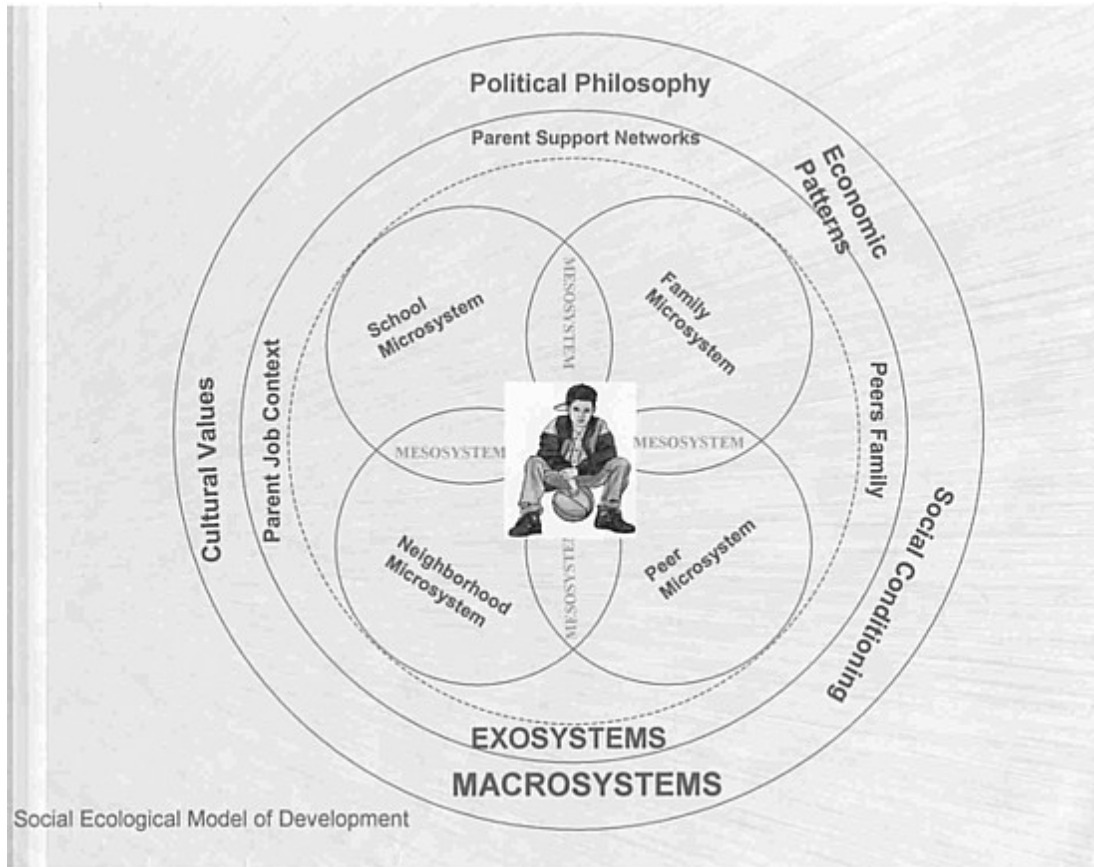 Political Philosophy
Parent Support Networks
Economic
Patterns
School
Microsystem
MESOSYSTEM
Family
Microsystem
Cultural Values
Parent Job Context
Peers Family
MESOSYSTEM
MESOSYSTEM
Social Conditioning
Neighborhood
Microsystem
MESOSYSTE
Peer
Microsystem
EXOSYSTEMS
MACROSYSTEMS
Social Ecological Model of Development